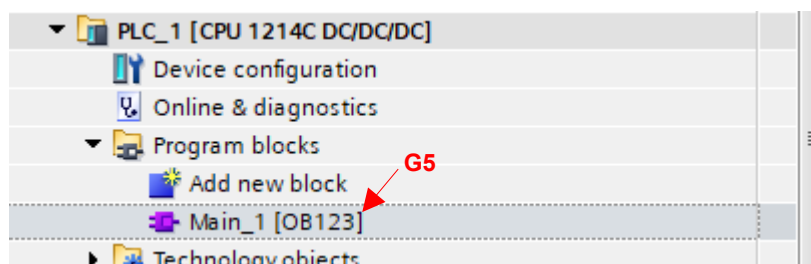 PLC_1 [CPU 1214C DC/DC/DC]
Device configuration
Online & diagnostics
Program blocks
G5
Add new block
Main_1 [OB123]
Technology objects